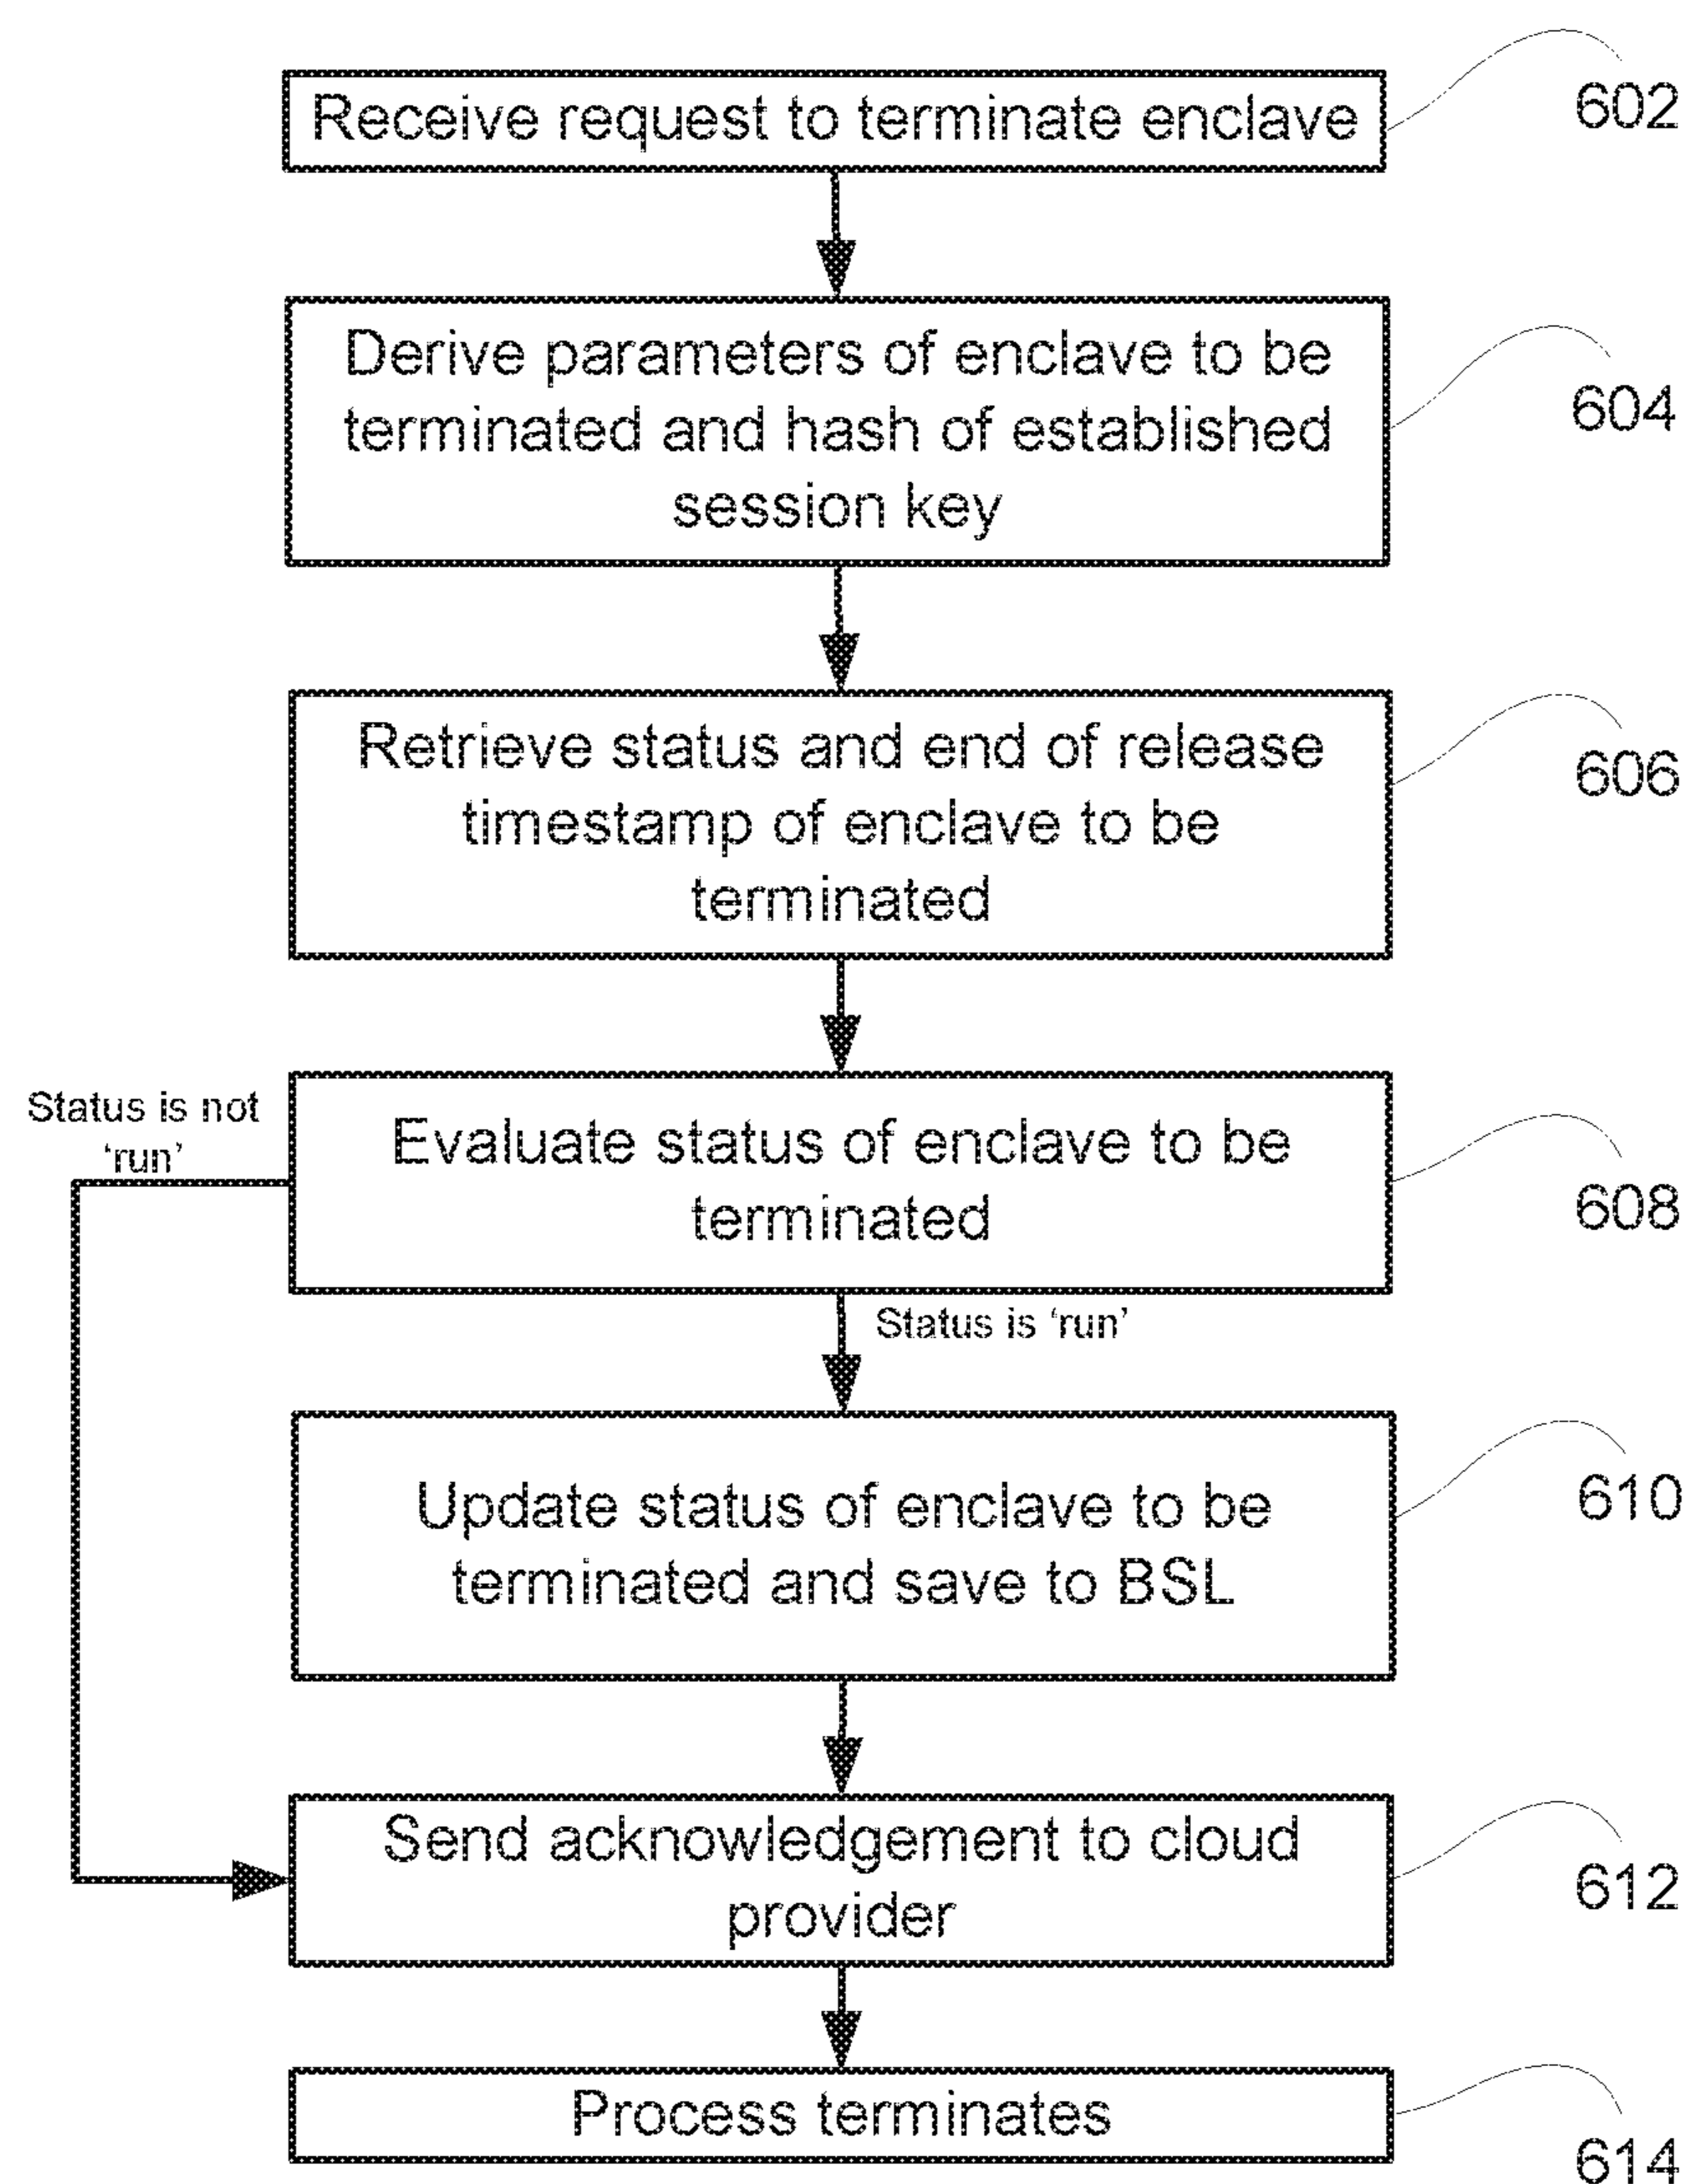 Receive request to terminate enclave
602
Derive parameters of enclave to be
terminated and hash of established
session key
604
Retrieve status and end of release
timestamp of enclave to be
terminated
606
Status is not
‘run’
Evaluate status of enclave to be
terminated
608
Status is ‘run’
Update status of enclave to be
terminated and save to BSL
610
Send acknowledgement to cloud
provider
612
Process terminates
614